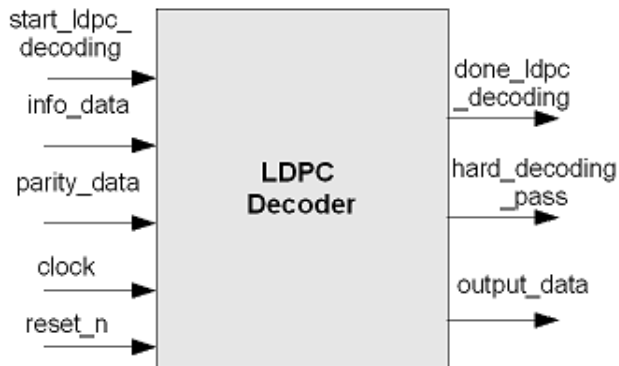 start_ldpc_
decoding
info_data
parity_data
clock
reset_n
LDPC
Decoder
done_ldpc
_decoding
hard_decoding
_pass
output_data